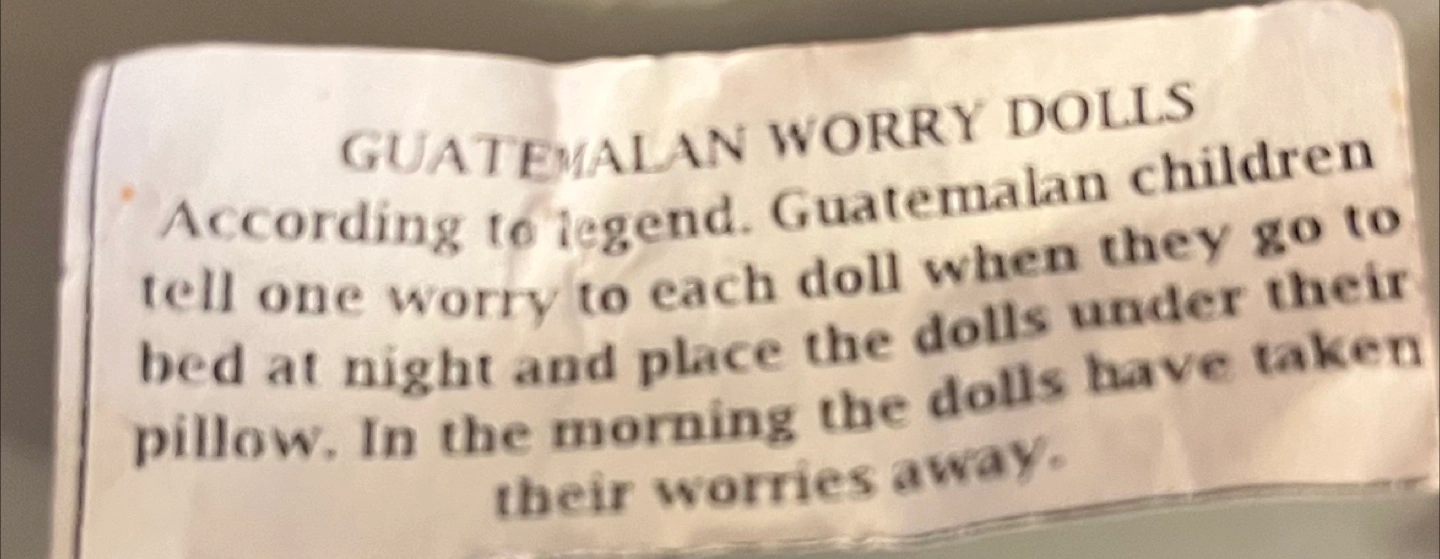 GUATEMALAN WORRY DOLLS
According to legend. Guatemalan children
tell one worry to each doll when they go to
bed at night and place the dolls under their
pillow. In the morning the dolls have taken
their worries away.